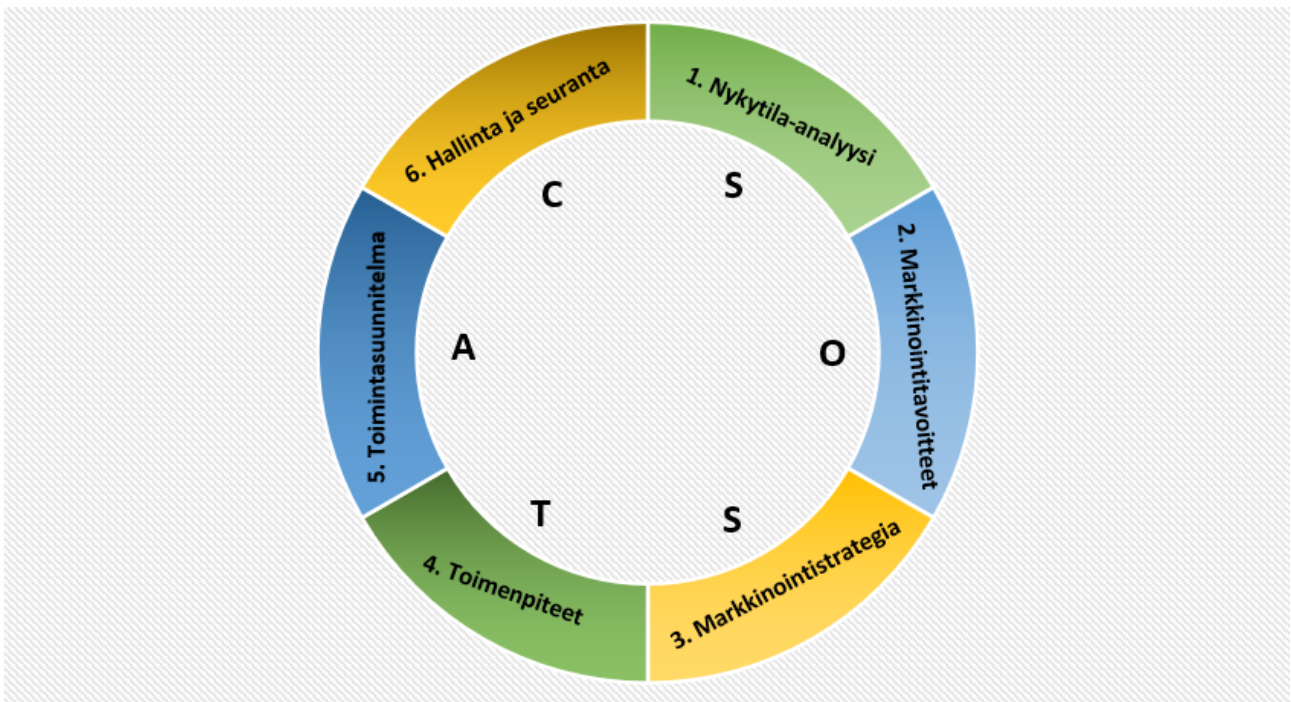 1. Nykytila-analyysi
S
2. Markkinointitavoitteet
O
3. Markkinointistrategia
S
4. Toimenpiteet
T
5. Toimintasuunnitelma
A
6. Hallinta ja seuranta
C